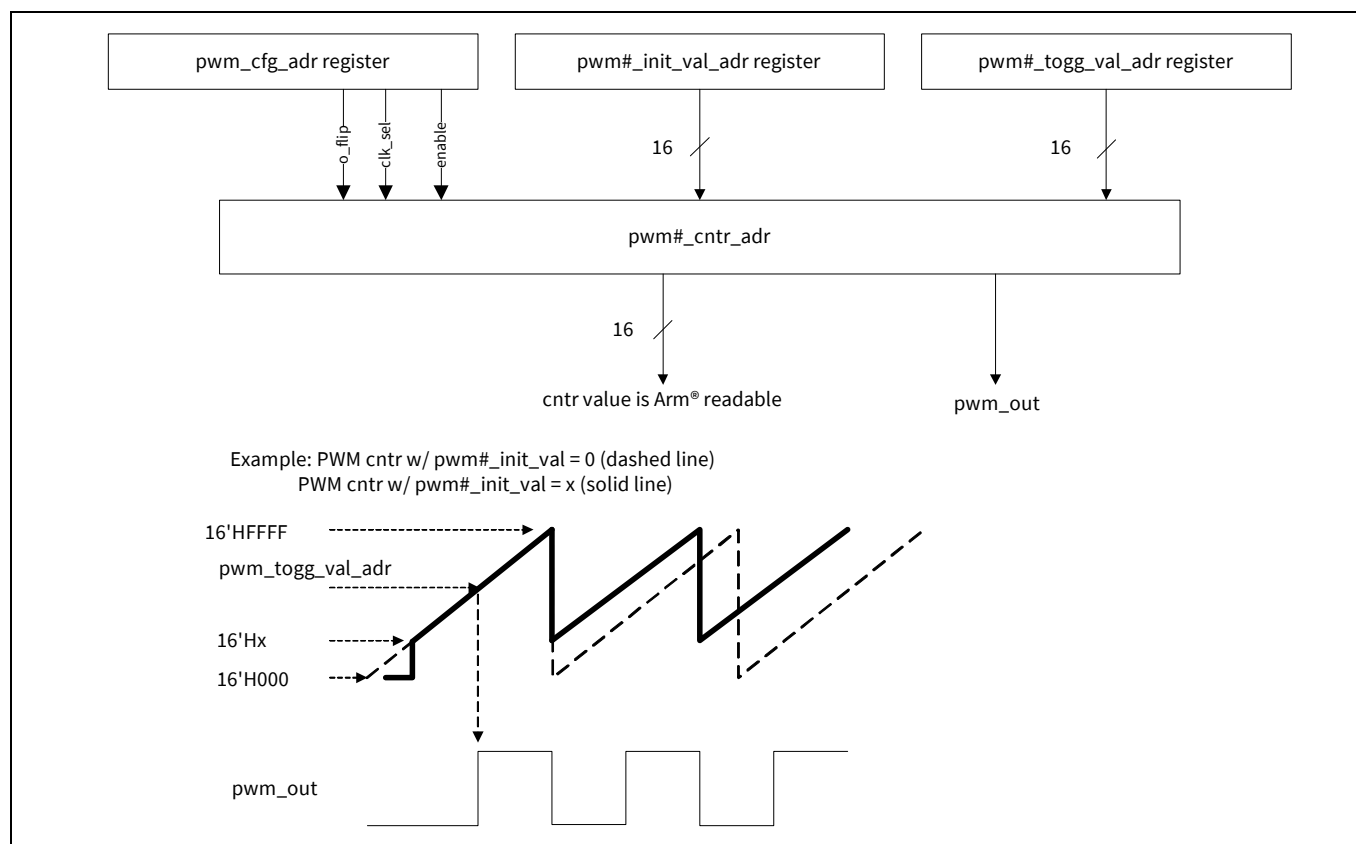 pwm_cfg_adr register
pwm#_init_val_adr register
pwm#_togg_val_adr register
o_flip
clk_sel
enable
16
16
pwm#_cntr_adr
16
cntr value is Arm® readable
pwm_out
Example: PWM cntr w/ pwm#_init_val = 0 (dashed line)
PWM cntr w/ pwm#_init_val = x (solid line)
16'HFFFF
pwm_togg_val_adr
16'Hx
16'H000
pwm_out